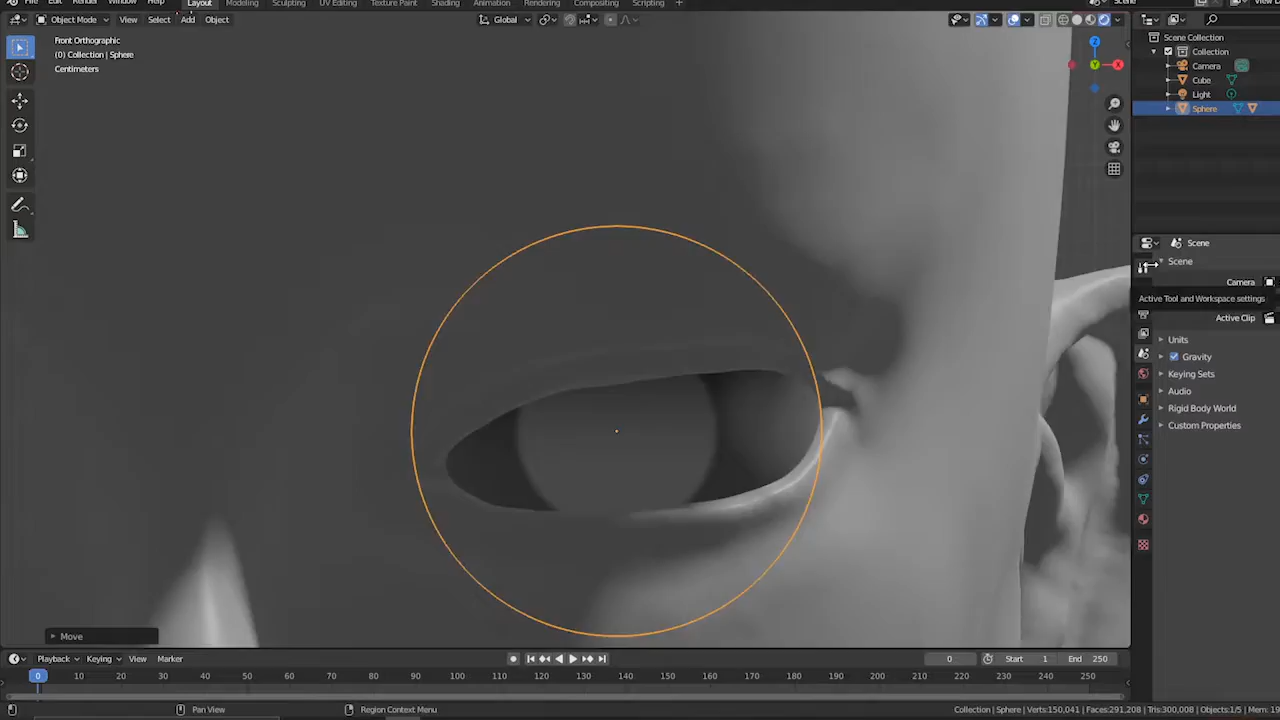 File Edit Render Window Help Layout Modeling Sculpting UV Editing Texture Paint Shading Animation Rendering Compositing Scripting + Scene
Object Mode View Select Add Object Global
Front Orthographic
(0) Collection | Sphere
Centimeters
Z
Y
X
Scene Collection
Collection
Camera
Cube
Light
Sphere
Scene
Scene
Camera
Active Tool and Workspace settings
Active Clip
Units
Gravity
Keying Sets
Audio
Rigid Body World
Custom Properties
Move
Playback Keying View Marker 0 Start 1 End 250
0 10 20 30 40 50 60 70 80 90 100 110 120 130 140 150 160 170 180 190 200 210 220 230 240 250
Pan View Region Context Menu Collection | Sphere | Verts:150,041 | Faces:291,208 | Tris:300,008 | Objects:1/5 | Mem: 19